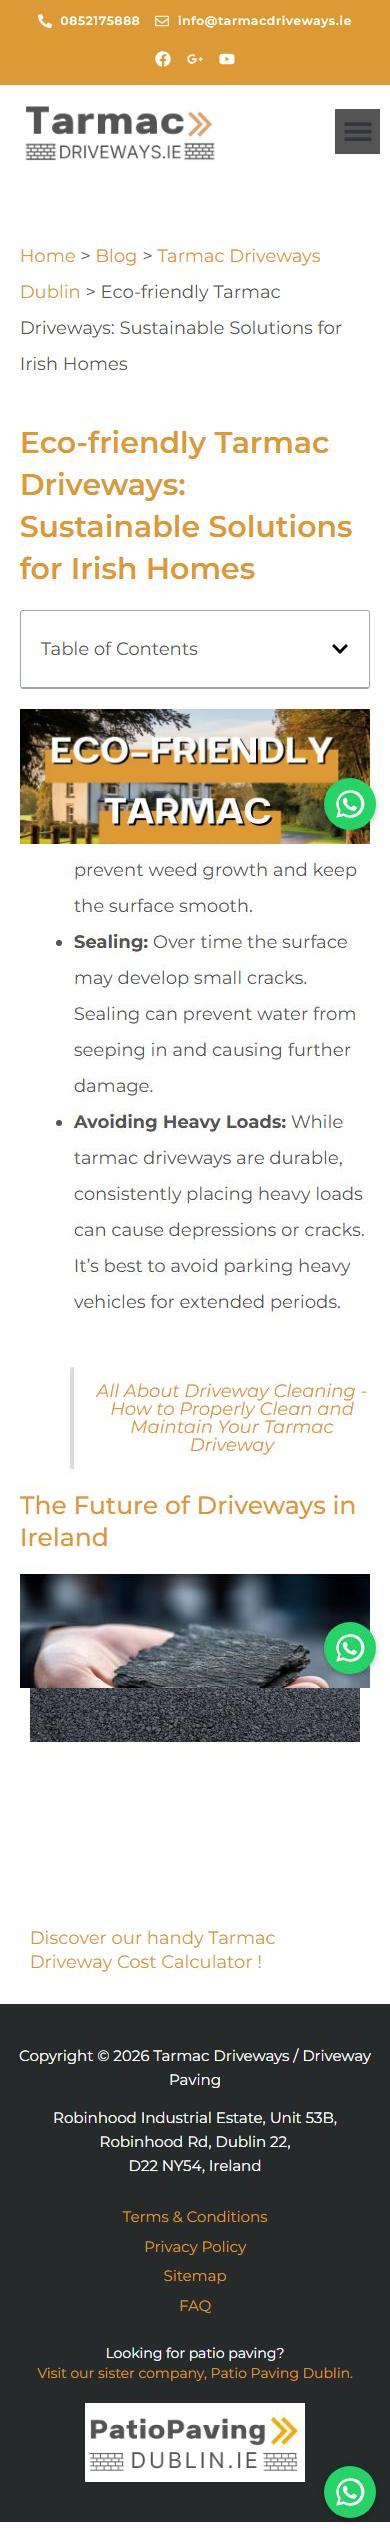 0852175888 info@tarmacdriveways.ie
Tarmac
DRIVEWAYS.IE
Home > Blog > Tarmac Driveways
Dublin > Eco-friendly Tarmac
Driveways: Sustainable Solutions for
Irish Homes
Eco-friendly Tarmac
Driveways:
Sustainable Solutions
for Irish Homes
Table of Contents
ECO-FRIENDLY
TARMAC
prevent weed growth and keep
the surface smooth.
• Sealing: Over time the surface
may develop small cracks.
Sealing can prevent water from
seeping in and causing further
damage.
• Avoiding Heavy Loads: While
tarmac driveways are durable,
consistently placing heavy loads
can cause depressions or cracks.
It’s best to avoid parking heavy
vehicles for extended periods.
All About Driveway Cleaning -
How to Properly Clean and
Maintain Your Tarmac
Driveway
The Future of Driveways in
Ireland
Discover our handy Tarmac
Driveway Cost Calculator !
Copyright © 2026 Tarmac Driveways / Driveway
Paving
Robinhood Industrial Estate, Unit 53B,
Robinhood Rd, Dublin 22,
D22 NY54, Ireland
Terms & Conditions
Privacy Policy
Sitemap
FAQ
Looking for patio paving?
Visit our sister company, Patio Paving Dublin.
PatioPaving
DUBLIN.IE